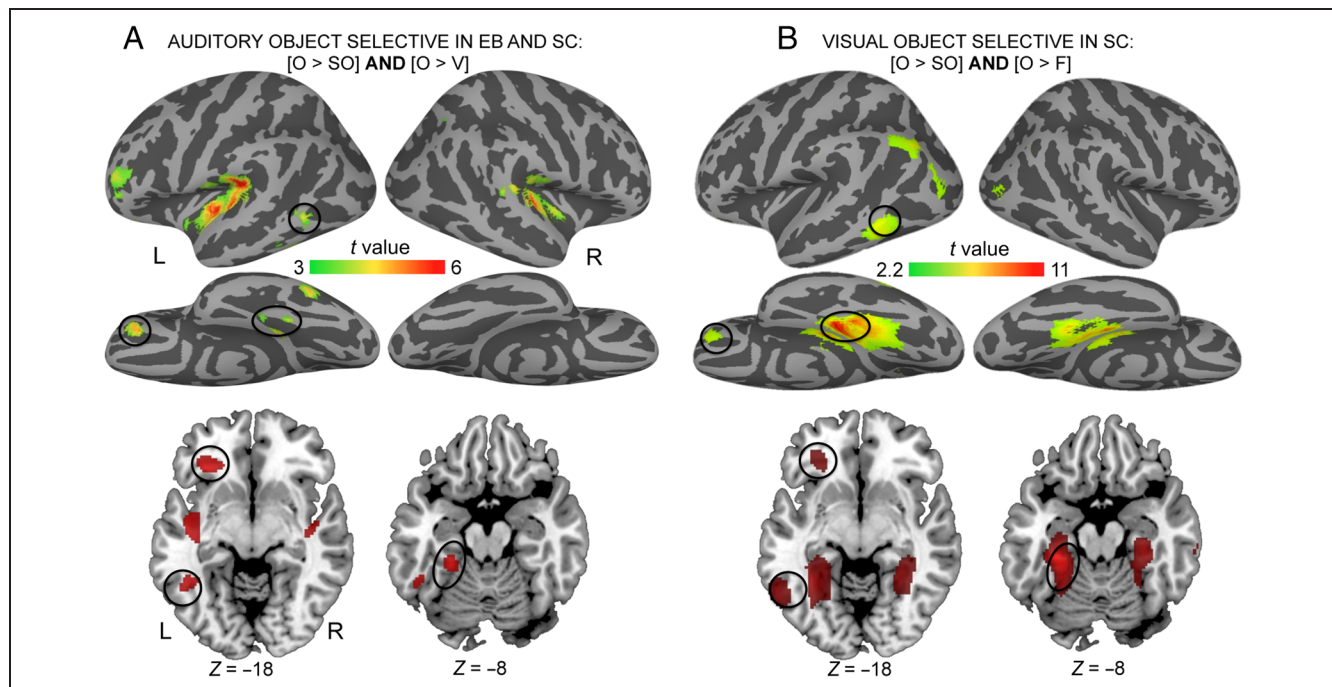 A
AUDITORY OBJECT SELECTIVE IN EB AND SC:
[O > SO] AND [O > V]
L
R
t value
3
6
L
R
Z = –18
Z = –8
B
VISUAL OBJECT SELECTIVE IN SC:
[O > SO] AND [O > F]
t value
2.2
11
Z = –18
Z = –8